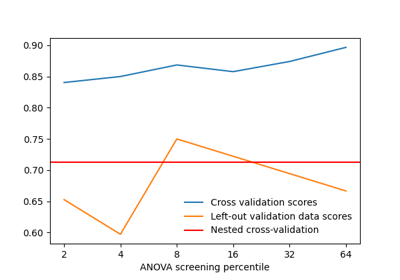 0.90
0.85
0.80
0.75
0.70
0.65
0.60
Cross validation scores
Left-out validation data scores
Nested cross-validation
2 4 8 16 32 64
ANOVA screening percentile